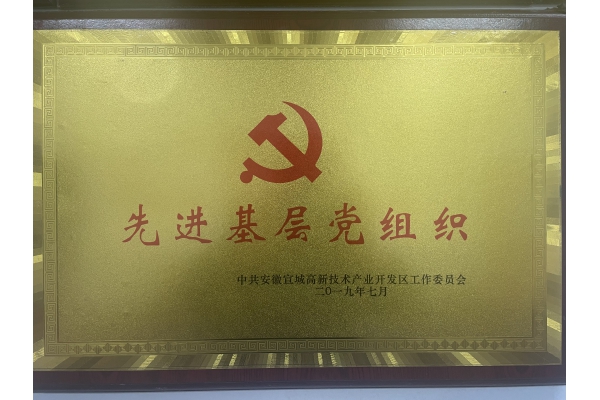 先进基层党组织
中共安徽宣城高新技术产业开发区工作委员会
二〇一九年七月